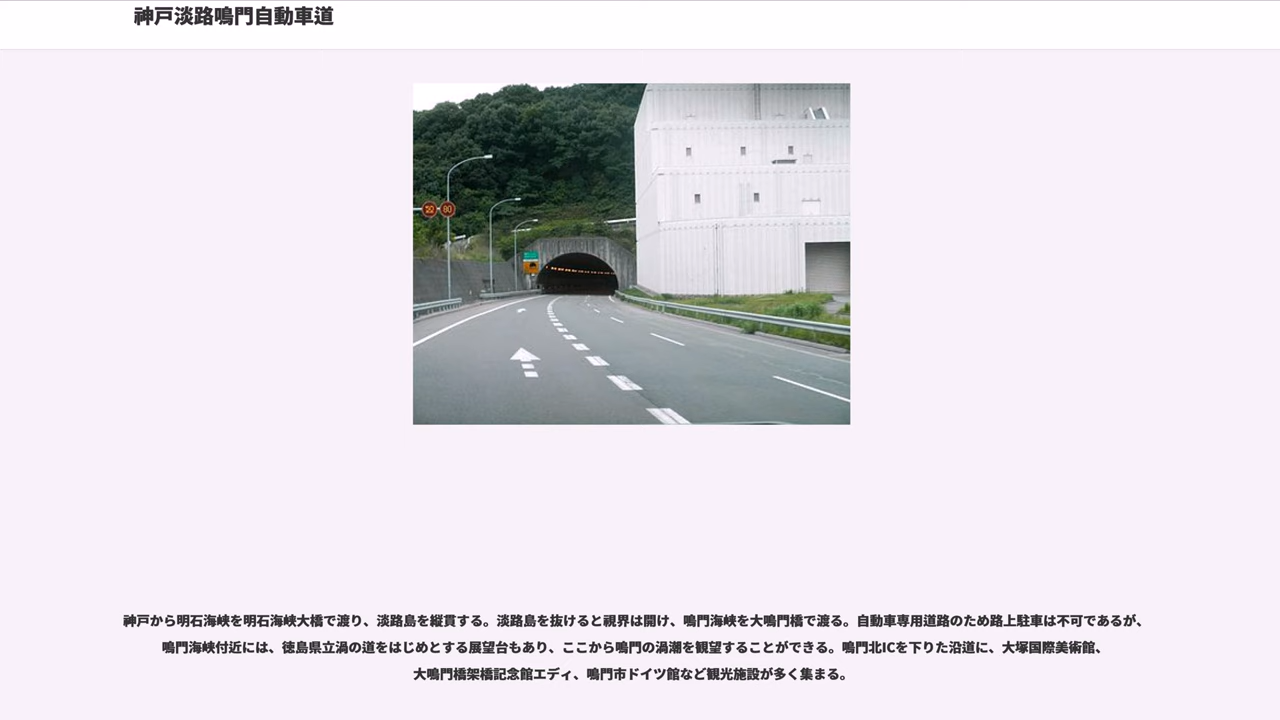 神戸淡路鳴門自動車道
50 80
神戸から明石海峡を明石海峡大橋で渡り、淡路島を縦貫する。淡路島を抜けると視界は開け、鳴門海峡を大鳴門橋で渡る。自動車専用道路のため路上駐車は不可であるが、
鳴門海峡付近には、徳島県立渦の道をはじめとする展望台もあり、ここから鳴門の渦潮を観望することができる。鳴門北ICを下りた沿道に、大塚国際美術館、
大鳴門橋架橋記念館エディ、鳴門市ドイツ館など観光施設が多く集まる。